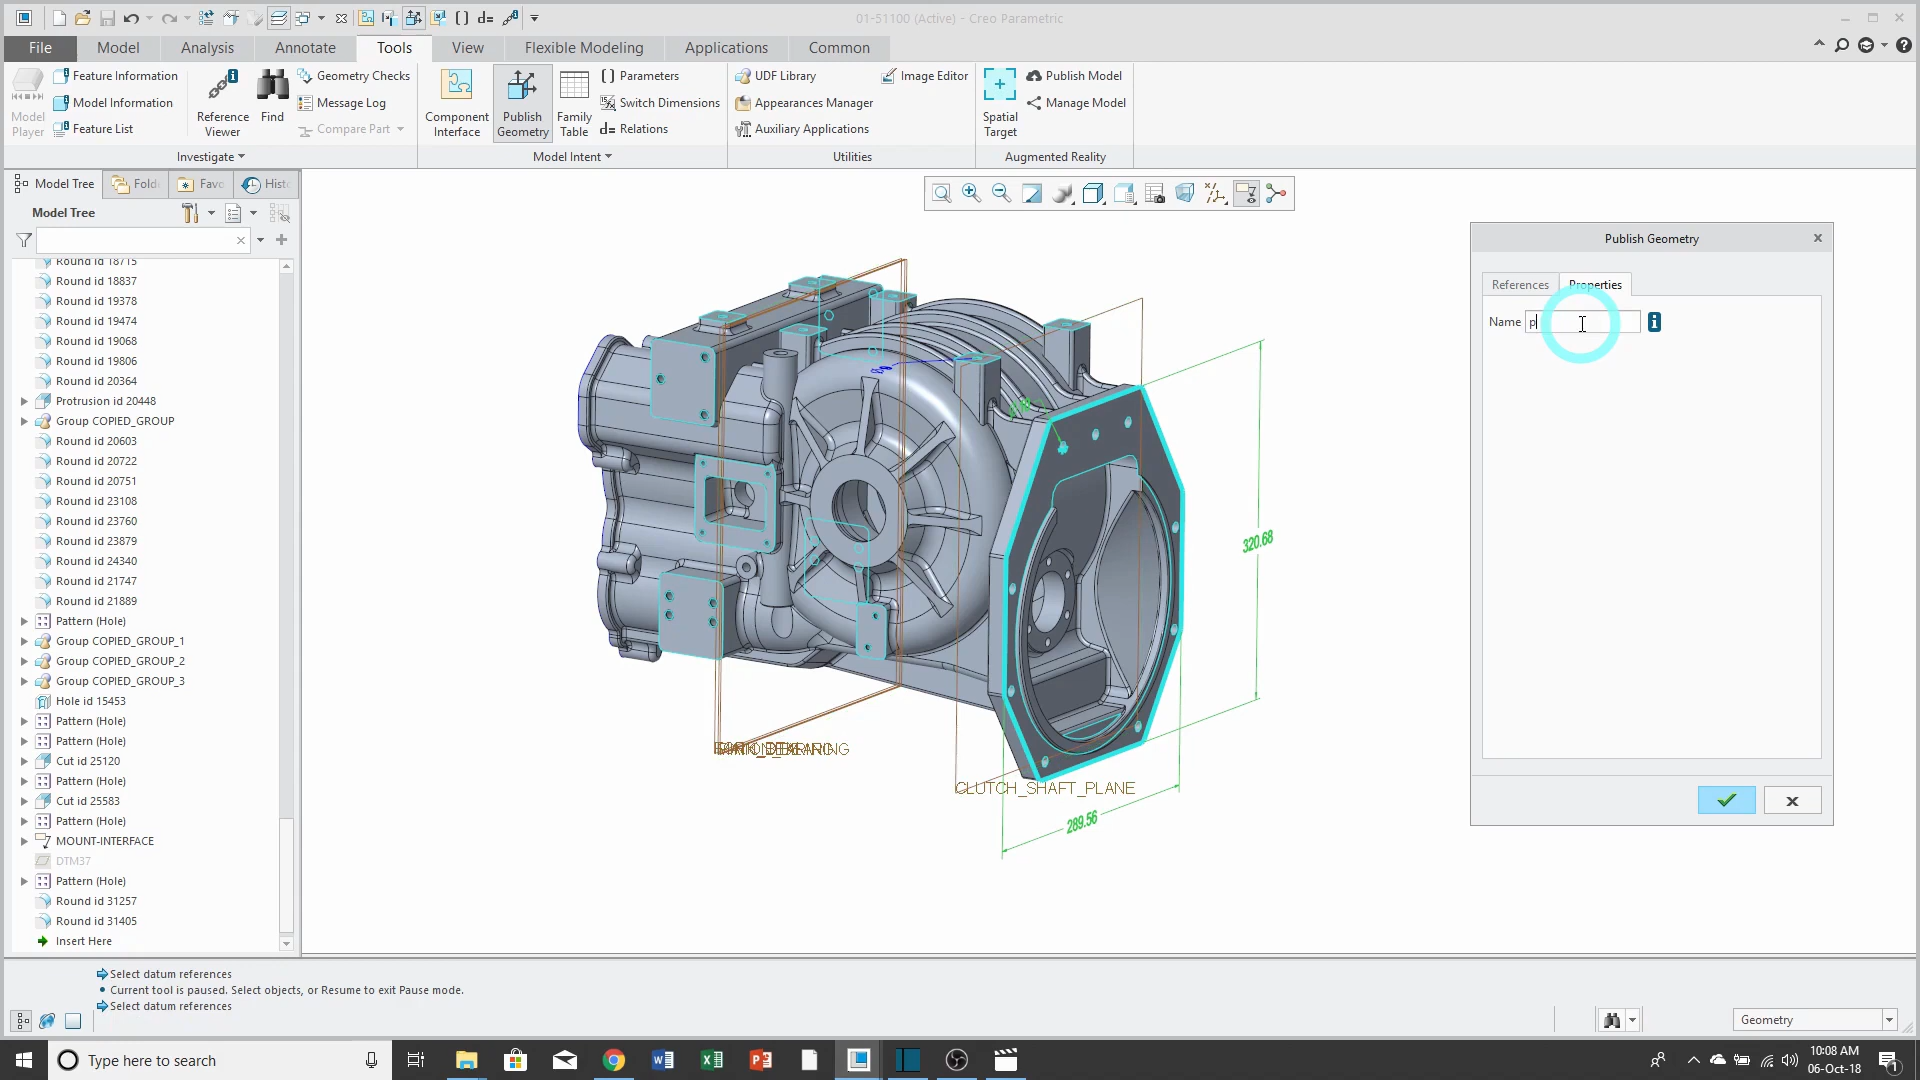 01-51100 (Active) - Creo Parametric
File Model Analysis Annotate Tools View Flexible Modeling Applications Common
Model Player
Feature Information
Model Information
Feature List
Reference Viewer
Find
Geometry Checks
Message Log
Compare Part
Investigate
Component Interface
Publish Geometry
Family Table
Parameters
Switch Dimensions
Relations
Model Intent
UDF Library
Appearances Manager
Auxiliary Applications
Image Editor
Utilities
Spatial Target
Publish Model
Manage Model
Augmented Reality
Model Tree Fold Favo Histo
Model Tree
Round id 18715
Round id 18837
Round id 19378
Round id 19474
Round id 19068
Round id 19806
Round id 20364
Protrusion id 20448
Group COPIED_GROUP
Round id 20603
Round id 20722
Round id 20751
Round id 23108
Round id 23760
Round id 23879
Round id 24340
Round id 21747
Round id 21889
Pattern (Hole)
Group COPIED_GROUP_1
Group COPIED_GROUP_2
Group COPIED_GROUP_3
Hole id 15453
Pattern (Hole)
Pattern (Hole)
Cut id 25120
Pattern (Hole)
Cut id 25583
Pattern (Hole)
MOUNT-INTERFACE
DTM37
Pattern (Hole)
Round id 31257
Round id 31405
Insert Here
320.68
289.56
CLUTCH_SHAFT_PLANE
Publish Geometry
References Properties
Name p
Select datum references
Current tool is paused. Select objects, or Resume to exit Pause mode.
Select datum references
Geometry
Type here to search
10:08 AM
06-Oct-18
1